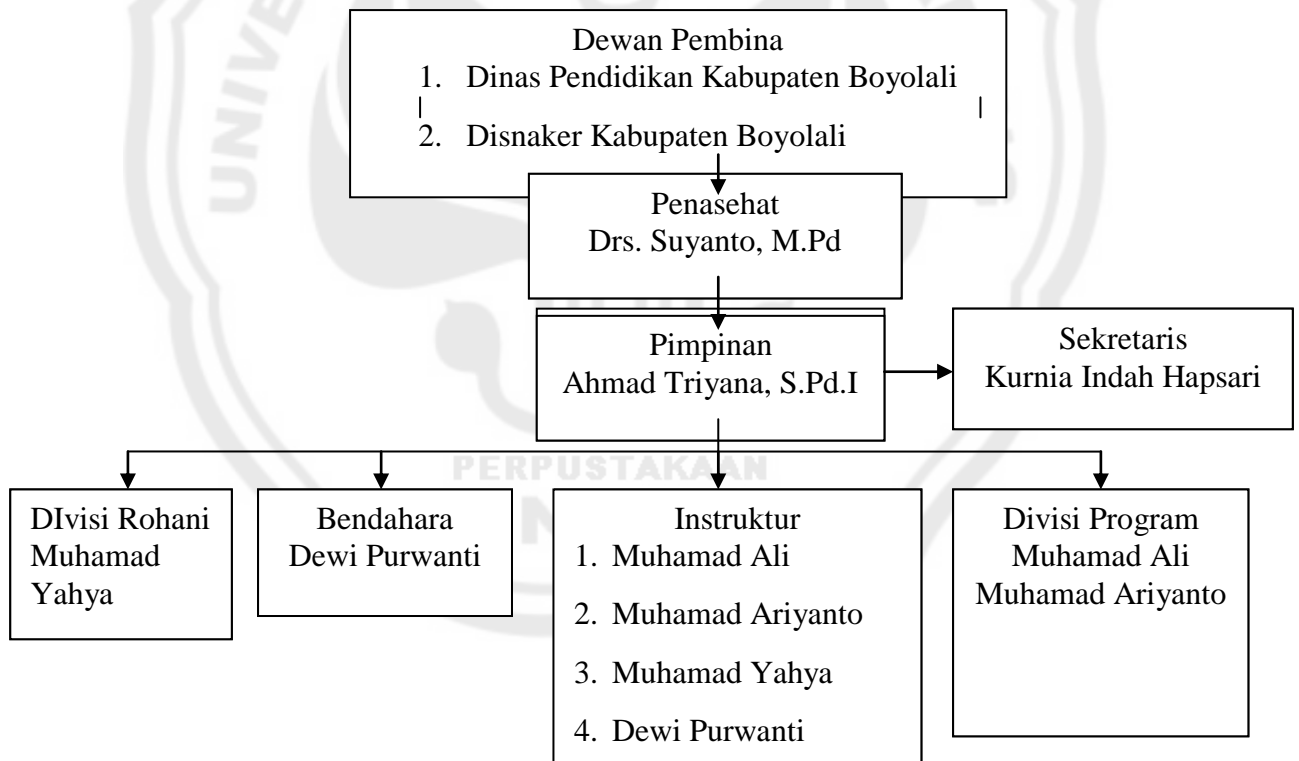 Dewan Pembina
1. Dinas Pendidikan Kabupaten Boyolali
2. Disnaker Kabupaten Boyolali
Penasehat
Drs. Suyanto, M.Pd
Pimpinan
Ahmad Triyana, S.Pd.I
Sekretaris
Kurnia Indah Hapsari
DIvisi Rohani
Muhamad
Yahya
Bendahara
Dewi Purwanti
Instruktur
1. Muhamad Ali
2. Muhamad Ariyanto
3. Muhamad Yahya
4. Dewi Purwanti
Divisi Program
Muhamad Ali
Muhamad Ariyanto
PERPUSTAKAAN